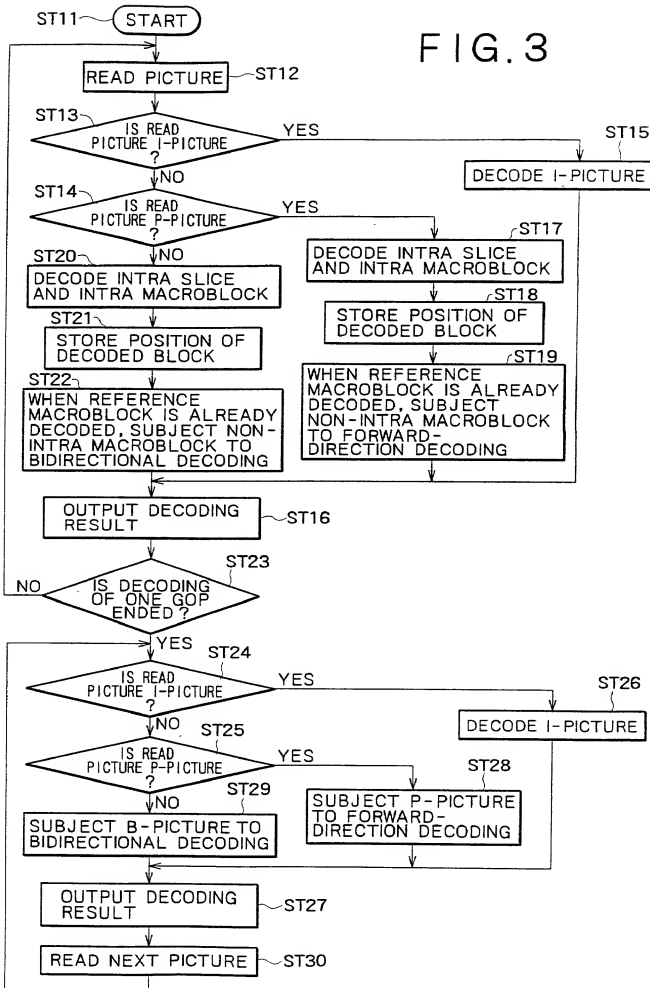 FIG.3
ST11
START
READ PICTURE
ST12
ST13
IS READ
PICTURE I-PICTURE
?
YES
NO
ST15
DECODE I-PICTURE
ST14
IS READ
PICTURE P-PICTURE
?
YES
NO
ST17
DECODE INTRA SLICE
AND INTRA MACROBLOCK
ST18
STORE POSITION OF
DECODED BLOCK
ST19
WHEN REFERENCE
MACROBLOCK IS ALREADY
DECODED, SUBJECT
NON-INTRA MACROBLOCK
TO FORWARD-
DIRECTION DECODING
ST20
DECODE INTRA SLICE
AND INTRA MACROBLOCK
ST21
STORE POSITION OF
DECODED BLOCK
ST22
WHEN REFERENCE
MACROBLOCK IS ALREADY
DECODED, SUBJECT NON-
INTRA MACROBLOCK TO
BIDIRECTIONAL DECODING
OUTPUT DECODING
RESULT
ST16
ST23
NO
IS DECODING
OF ONE GOP
ENDED?
YES
ST24
IS READ
PICTURE I-PICTURE
?
YES
NO
ST26
DECODE I-PICTURE
ST25
IS READ
PICTURE P-PICTURE
?
YES
NO
ST28
SUBJECT P-PICTURE
TO FORWARD-
DIRECTION DECODING
ST29
SUBJECT B-PICTURE TO
BIDIRECTIONAL DECODING
OUTPUT DECODING
RESULT
ST27
READ NEXT PICTURE
ST30